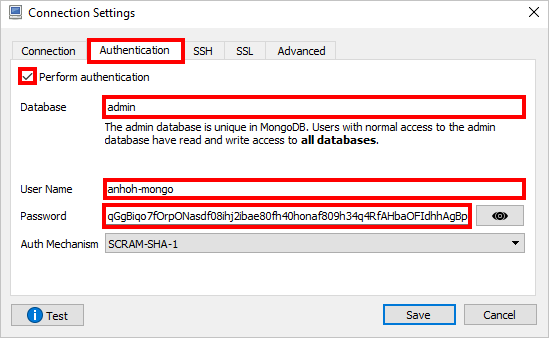 Connection Settings
Connection Authentication SSH SSL Advanced
Perform authentication
Database admin
The admin database is unique in MongoDB. Users with normal access to the admin
database have read and write access to all databases.
User Name anhoh-mongo
Password qGgBiqo7fOrpONasdf08ihj2ibae80fh40honaf809h34q4RfAHbaOFIdhhAgBp
Auth Mechanism SCRAM-SHA-1
Test Save Cancel